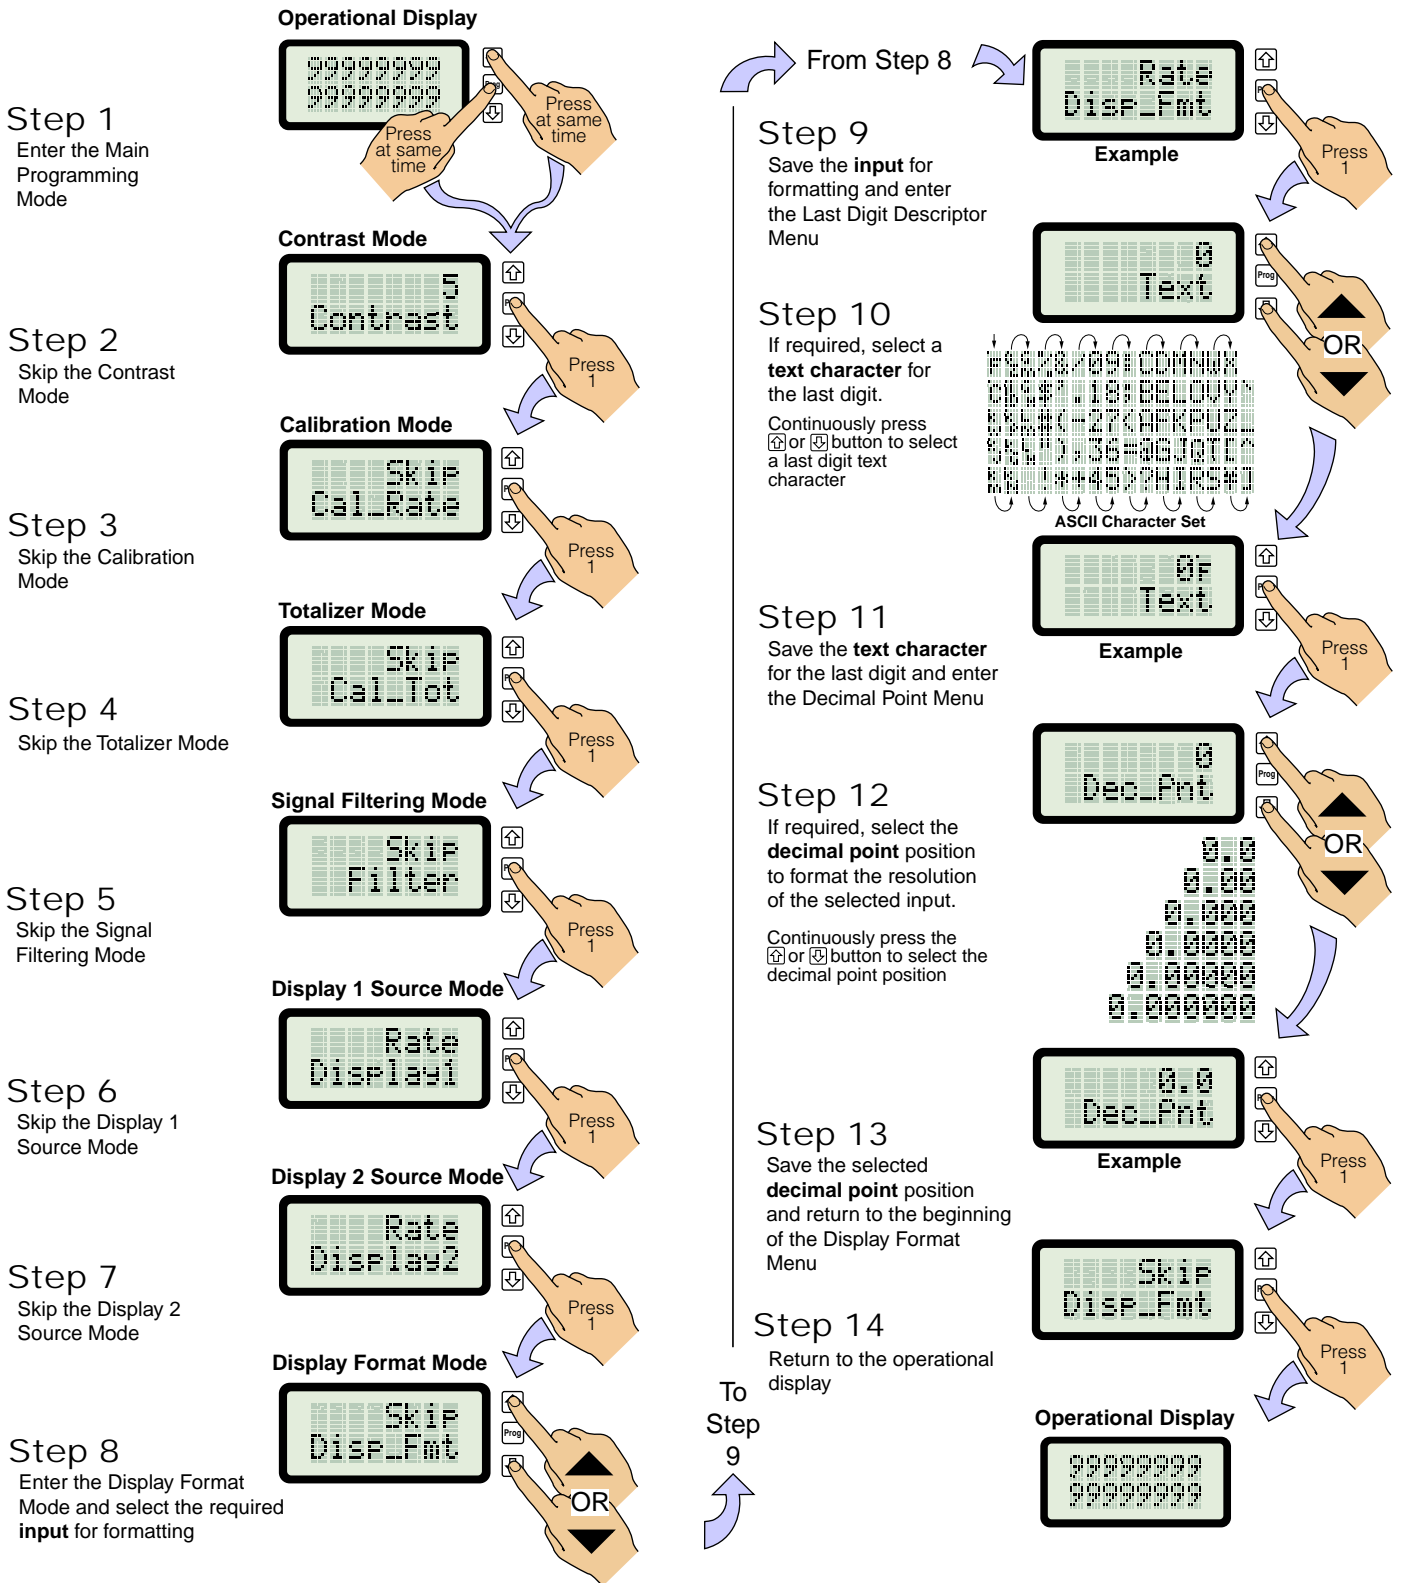 Operational Display
99999999
99999999
Prog
Press
at same
time
Press
at same
time
Step 1
Enter the Main
Programming
Mode
Contrast Mode
5
Contrast
Press
1
Step 2
Skip the Contrast
Mode
Calibration Mode
Skip
Cal_Rate
Press
1
Step 3
Skip the Calibration
Mode
Totalizer Mode
Skip
Cal_Tot
Press
1
Step 4
Skip the Totalizer Mode
Signal Filtering Mode
Skip
Filter
Press
1
Step 5
Skip the Signal
Filtering Mode
Display 1 Source Mode
Rate
Display1
Press
1
Step 6
Skip the Display 1
Source Mode
Display 2 Source Mode
Rate
Display2
Press
1
Step 7
Skip the Display 2
Source Mode
Display Format Mode
Skip
Disp_Fmt
Prog
OR
Step 8
Enter the Display Format
Mode and select the required
input for formatting
To
Step
9
From Step 8
Rate
Disp_Fmt
Example
Press
1
Step 9
Save the input for
formatting and enter
the Last Digit Descriptor
Menu
0
Text
Prog
OR
Step 10
If required, select a
text character for
the last digit.
Continuously press
or button to select
a last digit text
character
ASCII Character Set
0F
Text
Example
Press
1
Step 11
Save the text character
for the last digit and enter
the Decimal Point Menu
0
Dec_Pnt
Prog
OR
Step 12
If required, select the
decimal point position
to format the resolution
of the selected input.
Continuously press the
or button to select the
decimal point position
0.0
0.00
0.000
0.0000
0.00000
0.000000
0.0
Dec_Pnt
Example
Press
1
Step 13
Save the selected
decimal point position
and return to the beginning
of the Display Format
Menu
Skip
Disp_Fmt
Press
1
Step 14
Return to the operational
display
Operational Display
99999999
99999999